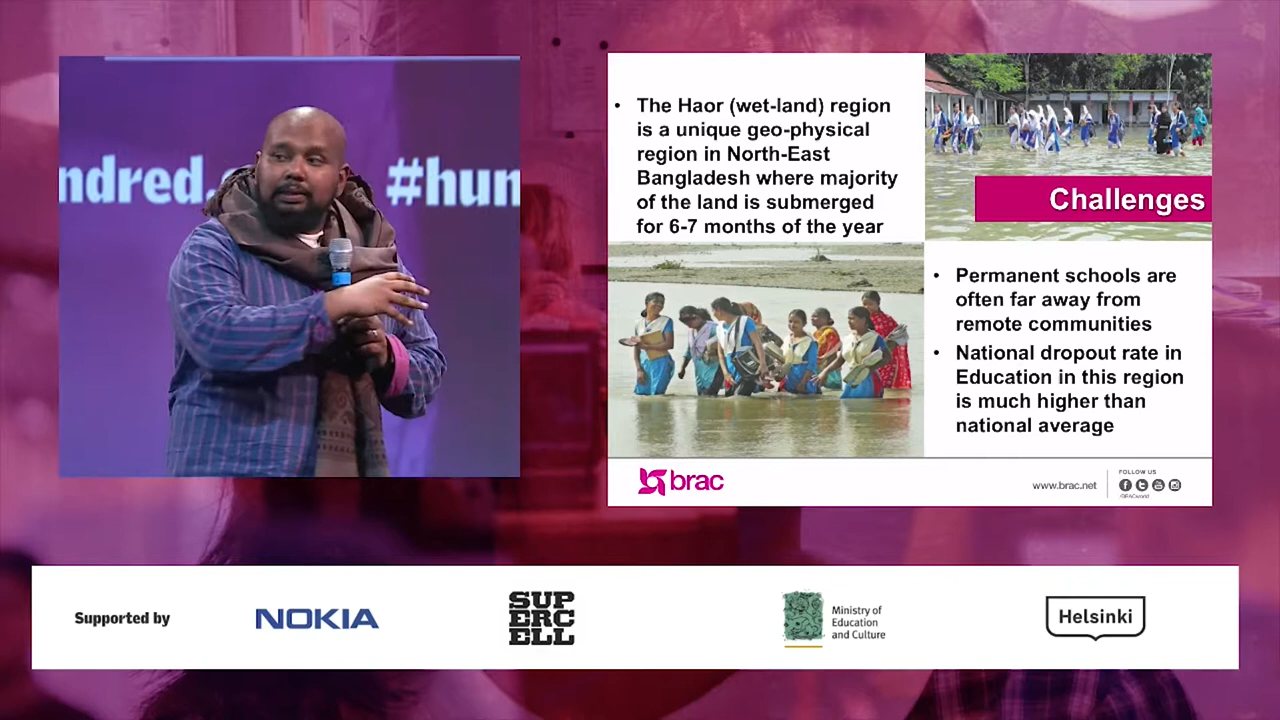 ndred.
#hun
• The Haor (wet-land) region
is a unique geo-physical
region in North-East
Bangladesh where majority
of the land is submerged
for 6-7 months of the year
Challenges
• Permanent schools are
often far away from
remote communities
• National dropout rate in
Education in this region
is much higher than
national average
brac
www.brac.net
FOLLOW US
/BRACworld
Supported by
NOKIA
SUP
ERC
ELL
Ministry of
Education
and Culture
Helsinki